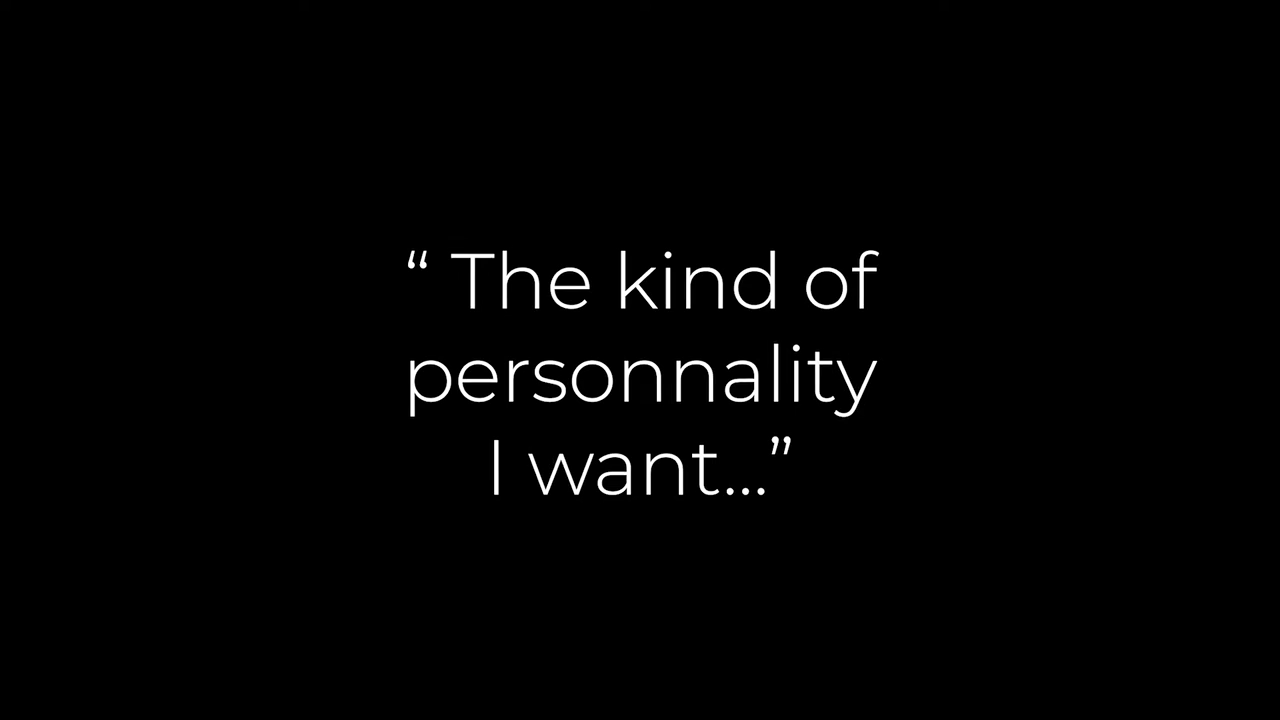 “ The kind of
personnality
I want...”